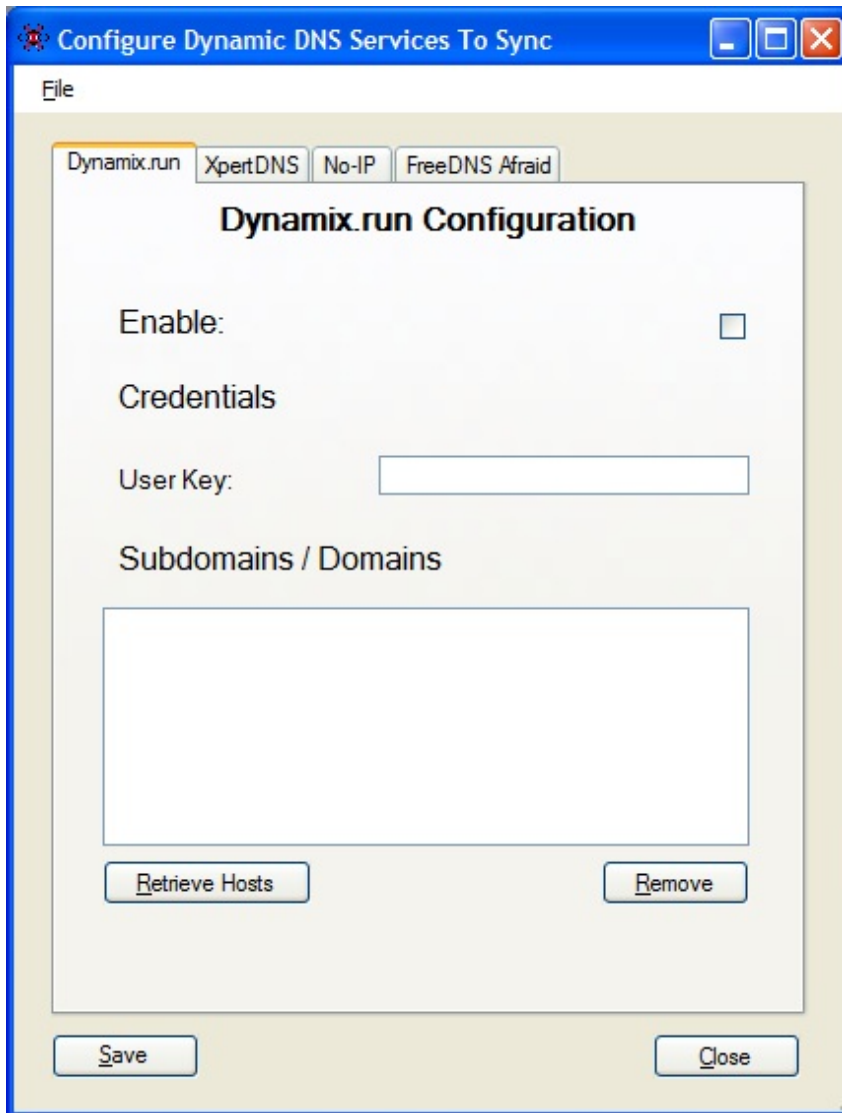 Configure Dynamic DNS Services To Sync
File
Dynamix.run XpertDNS No-IP FreeDNS Afraid
Dynamix.run Configuration
Enable:
Credentials
User Key:
Subdomains / Domains
Retrieve Hosts Remove
Save Close